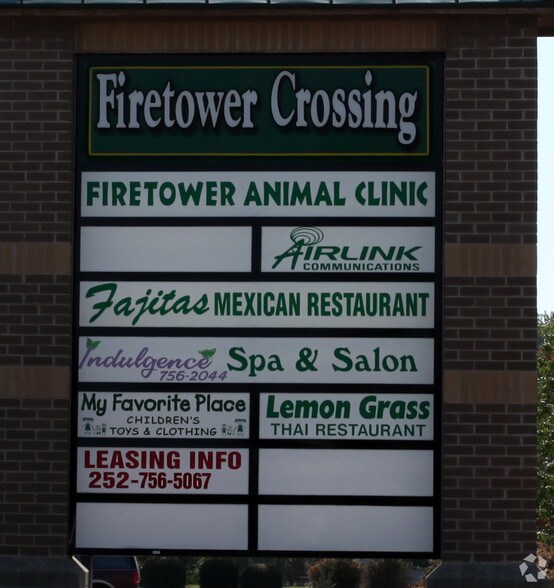 Firetower Crossing
FIRETOWER ANIMAL CLINIC
AIRLINK
COMMUNICATIONS
Fajitas MEXICAN RESTAURANT
Indulgence Spa & Salon
756-2044
My Favorite Place
CHILDREN'S
TOYS & CLOTHING
Lemon Grass
THAI RESTAURANT
LEASING INFO
252-756-5067